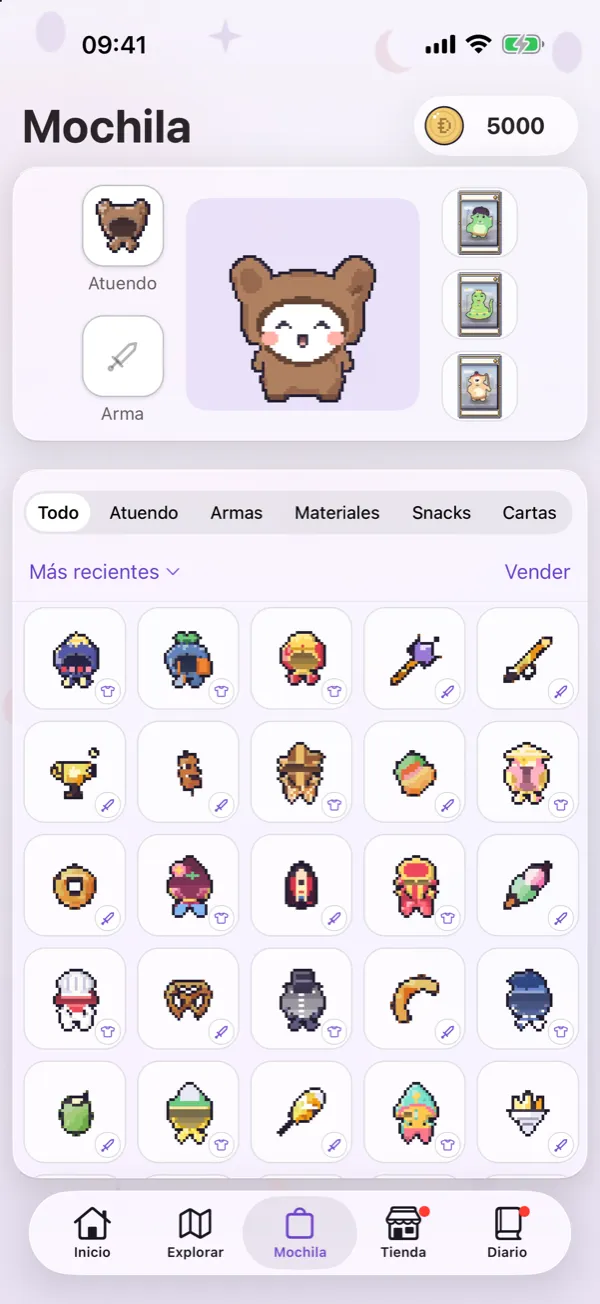 09:41
Mochila
5000
Atuendo
Arma
Todo Atuendo Armas Materiales Snacks Cartas
Más recientes Vender
Inicio Explorar Mochila Tienda Diario